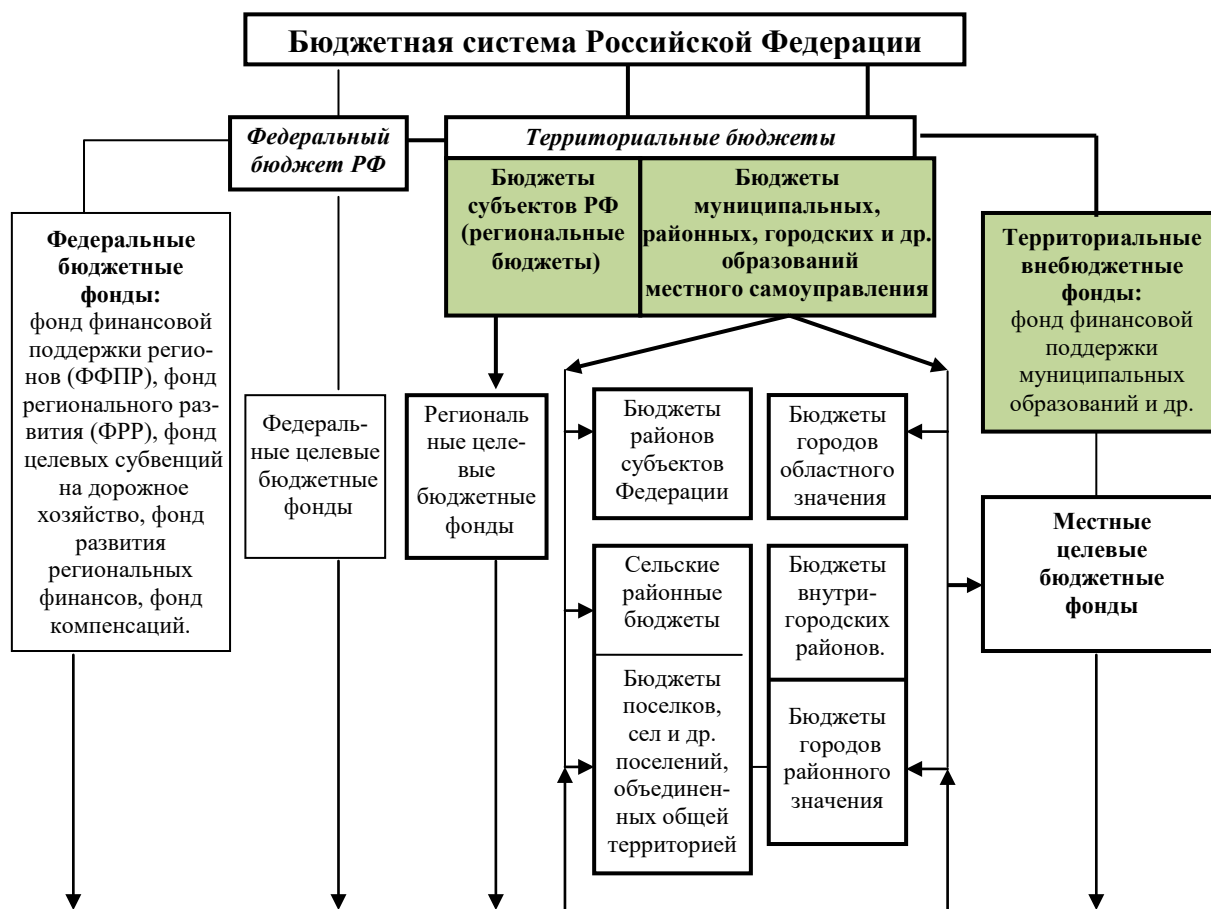 Бюджетная система Российской Федерации
Федеральный
бюджет РФ
Территориальные бюджеты
Бюджеты
субъектов РФ
(региональные
бюджеты)
Бюджеты
муниципальных,
районных, городских и др.
образований
местного самоуправления
Федеральные
бюджетные
фонды:
фонд финансовой
поддержки регио-
нов (ФФПР), фонд
регионального раз-
вития (ФРР), фонд
целевых субвенций
на дорожное
хозяйство, фонд
развития
региональных
финансов, фонд
компенсаций.
Территориальные
внебюджетные
фонды:
фонд финансовой
поддержки
муниципальных
образований и др.
Федераль-
ные целевые
бюджетные
фонды
Региональ
ные целе-
вые
бюджетные
фонды
Бюджеты
районов
субъектов
Федерации
Бюджеты
городов
областного
значения
Местные
целевые
бюджетные
фонды
Сельские
районные
бюджеты
Бюджеты
внутри-
городских
районов.
Бюджеты
поселков,
сел и др.
поселений,
объединен-
ных общей
территорией
Бюджеты
городов
районного
значения